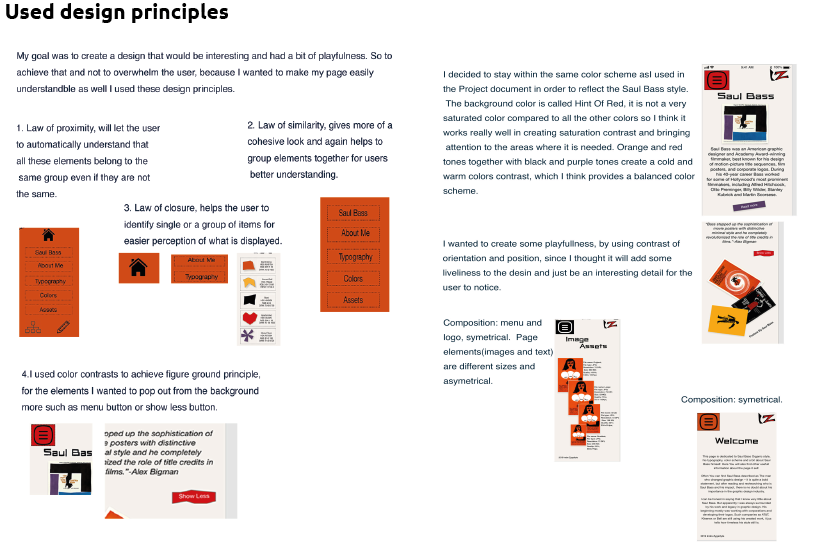 Used design principles
My goal was to create a design that would be interesting and had a bit of playfulness. So to
achieve that and not to overwhelm the user, because I wanted to make my page easily
understandble as well I used these design principles.
1. Law of proximity, will let the user
to automatically understand that
all these elements belong to the
same group even if they are not
the same.
2. Law of similarity, gives more of a
cohesive look and again helps to
group elements together for users
better understanding.
3. Law of closure, helps the user to
identify single or a group of items for
easier perception of what is displayed.
Saul Bass
About Me
Typography
Colors
Assets
About Me
Typography
Saul Bass
About Me
Typography
Colors
Assets
4.I used color contrasts to achieve figure ground principle,
for the elements I wanted to pop out from the background
more such as menu button or show less button.
Saul Bas
epped up the sophistication of
e posters with distinctive
al style and he completely
nized the role of title credits in
films."-Alex Bigman
Show Less
I decided to stay within the same color scheme asI used in
the Project document in order to reflect the Saul Bass style.
The background color is called Hint Of Red, it is not a very
saturated color compared to all the other colors so I think it
works really well in creating saturation contrast and bringing
attention to the areas where it is needed. Orange and red
tones together with black and purple tones create a cold and
warm colors contrast, which I think provides a balanced color
scheme.
Saul Bass
Saul Bass was an American graphic
designer and Academy Award-winning
filmmaker, best known for his design
of motion-picture title sequences, film
posters, and corporate logos. During
his 40-year career Bass worked
for some of Hollywood's most prominent
filmmakers, including Alfred Hitchcock,
Otto Preminger, Billy Wilder, Stanley
Kubrick and Martin Scorsese.
Read more
I wanted to create some playfullness, by using contrast of
orientation and position, since I thought it will add some
liveliness to the desin and just be an interesting detail for the
user to notice.
"Bass stepped up the sophistication of
movie posters with distinctive
minimal style and he completely
revolutionized the role of title credits in
films."-Alex Bigman
Composition: menu and
logo, symetrical. Page
elements(images and text)
are different sizes and
asymetrical.
Image
Assets
Composition: symetrical.
Welcome